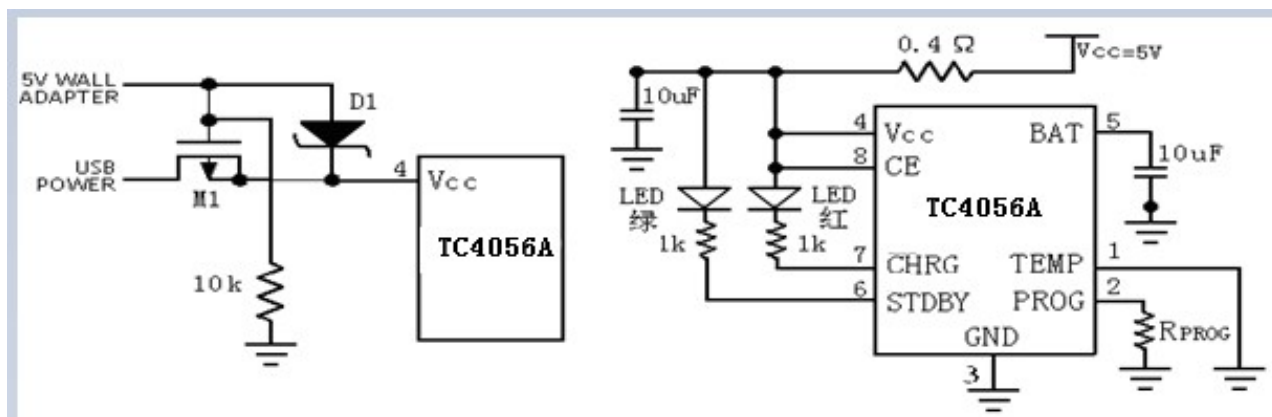 5V WALL
ADAPTER
D1
USB
POWER
M1
4
Vcc
TC4056A
10k
0.4 Ω
Vcc=5V
10uF
4
Vcc
BAT
5
8
CE
10uF
LED
绿
LED
红
TC4056A
1k
1k
7
CHRG
TEMP
1
6
STDBY
PROG
2
GND
RPROG
3